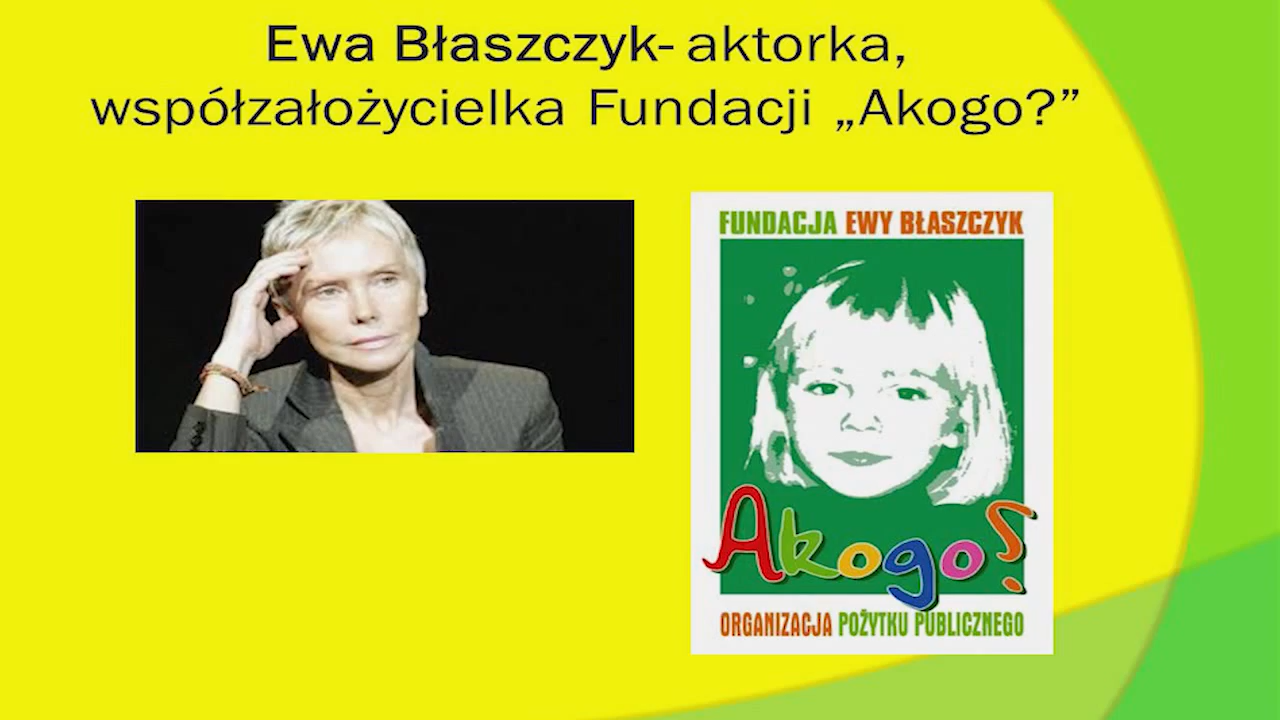 Ewa Błaszczyk- aktorka,
współzałożycielka Fundacji „Akogo?”
FUNDACJA EWY BŁASZCZYK
Akogo?
ORGANIZACJA POŻYTKU PUBLICZNEGO